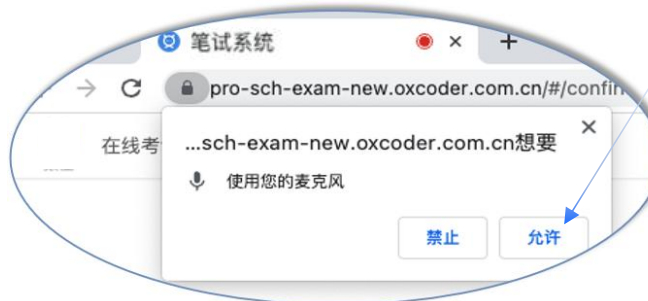 笔试系统
pro-sch-exam-new.oxcoder.com.cn/#/confin
在线考
...sch-exam-new.oxcoder.com.cn想要
使用您的麦克风
禁止 允许